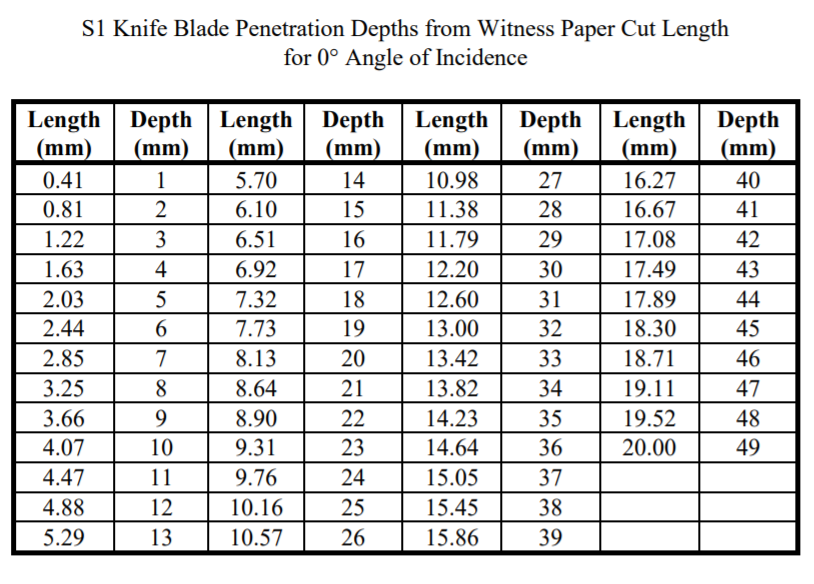 S1 Knife Blade Penetration Depths from Witness Paper Cut Length
for 0° Angle of Incidence
Length (mm) Depth (mm) Length (mm) Depth (mm) Length (mm) Depth (mm) Length (mm) Depth (mm)
0.41 1 5.70 14 10.98 27 16.27 40
0.81 2 6.10 15 11.38 28 16.67 41
1.22 3 6.51 16 11.79 29 17.08 42
1.63 4 6.92 17 12.20 30 17.49 43
2.03 5 7.32 18 12.60 31 17.89 44
2.44 6 7.73 19 13.00 32 18.30 45
2.85 7 8.13 20 13.42 33 18.71 46
3.25 8 8.64 21 13.82 34 19.11 47
3.66 9 8.90 22 14.23 35 19.52 48
4.07 10 9.31 23 14.64 36 20.00 49
4.47 11 9.76 24 15.05 37
4.88 12 10.16 25 15.45 38
5.29 13 10.57 26 15.86 39